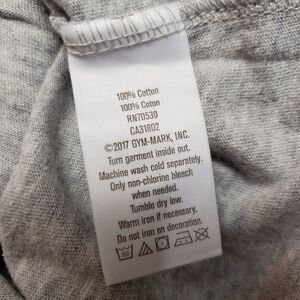 100% Cotton
100% Coton
RN70530
CA31802
©2017 GYM-MARK, INC.
Turn garment inside out.
Machine wash cold separately.
Only non-chlorine bleach
when needed.
Tumble dry low.
Warm iron if necessary.
Do not iron on decoration.
30